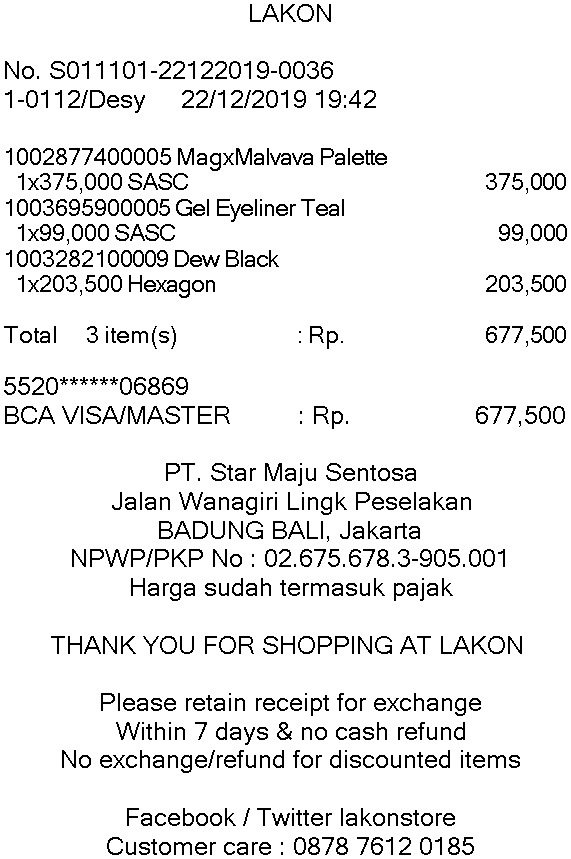 LAKON
No. S011101-22122019-0036
1-0112/Desy 22/12/2019 19:42
1002877400005 MagxMalvava Palette
1x375,000 SASC 375,000
1003695900005 Gel Eyeliner Teal
1x99,000 SASC 99,000
1003282100009 Dew Black
1x203,500 Hexagon 203,500
Total 3 item(s) : Rp. 677,500
5520******06869
BCA VISA/MASTER : Rp. 677,500
PT. Star Maju Sentosa
Jalan Wanagiri Lingk Peselakan
BADUNG BALI, Jakarta
NPWP/PKP No : 02.675.678.3-905.001
Harga sudah termasuk pajak
THANK YOU FOR SHOPPING AT LAKON
Please retain receipt for exchange
Within 7 days & no cash refund
No exchange/refund for discounted items
Facebook / Twitter lakonstore
Customer care : 0878 7612 0185